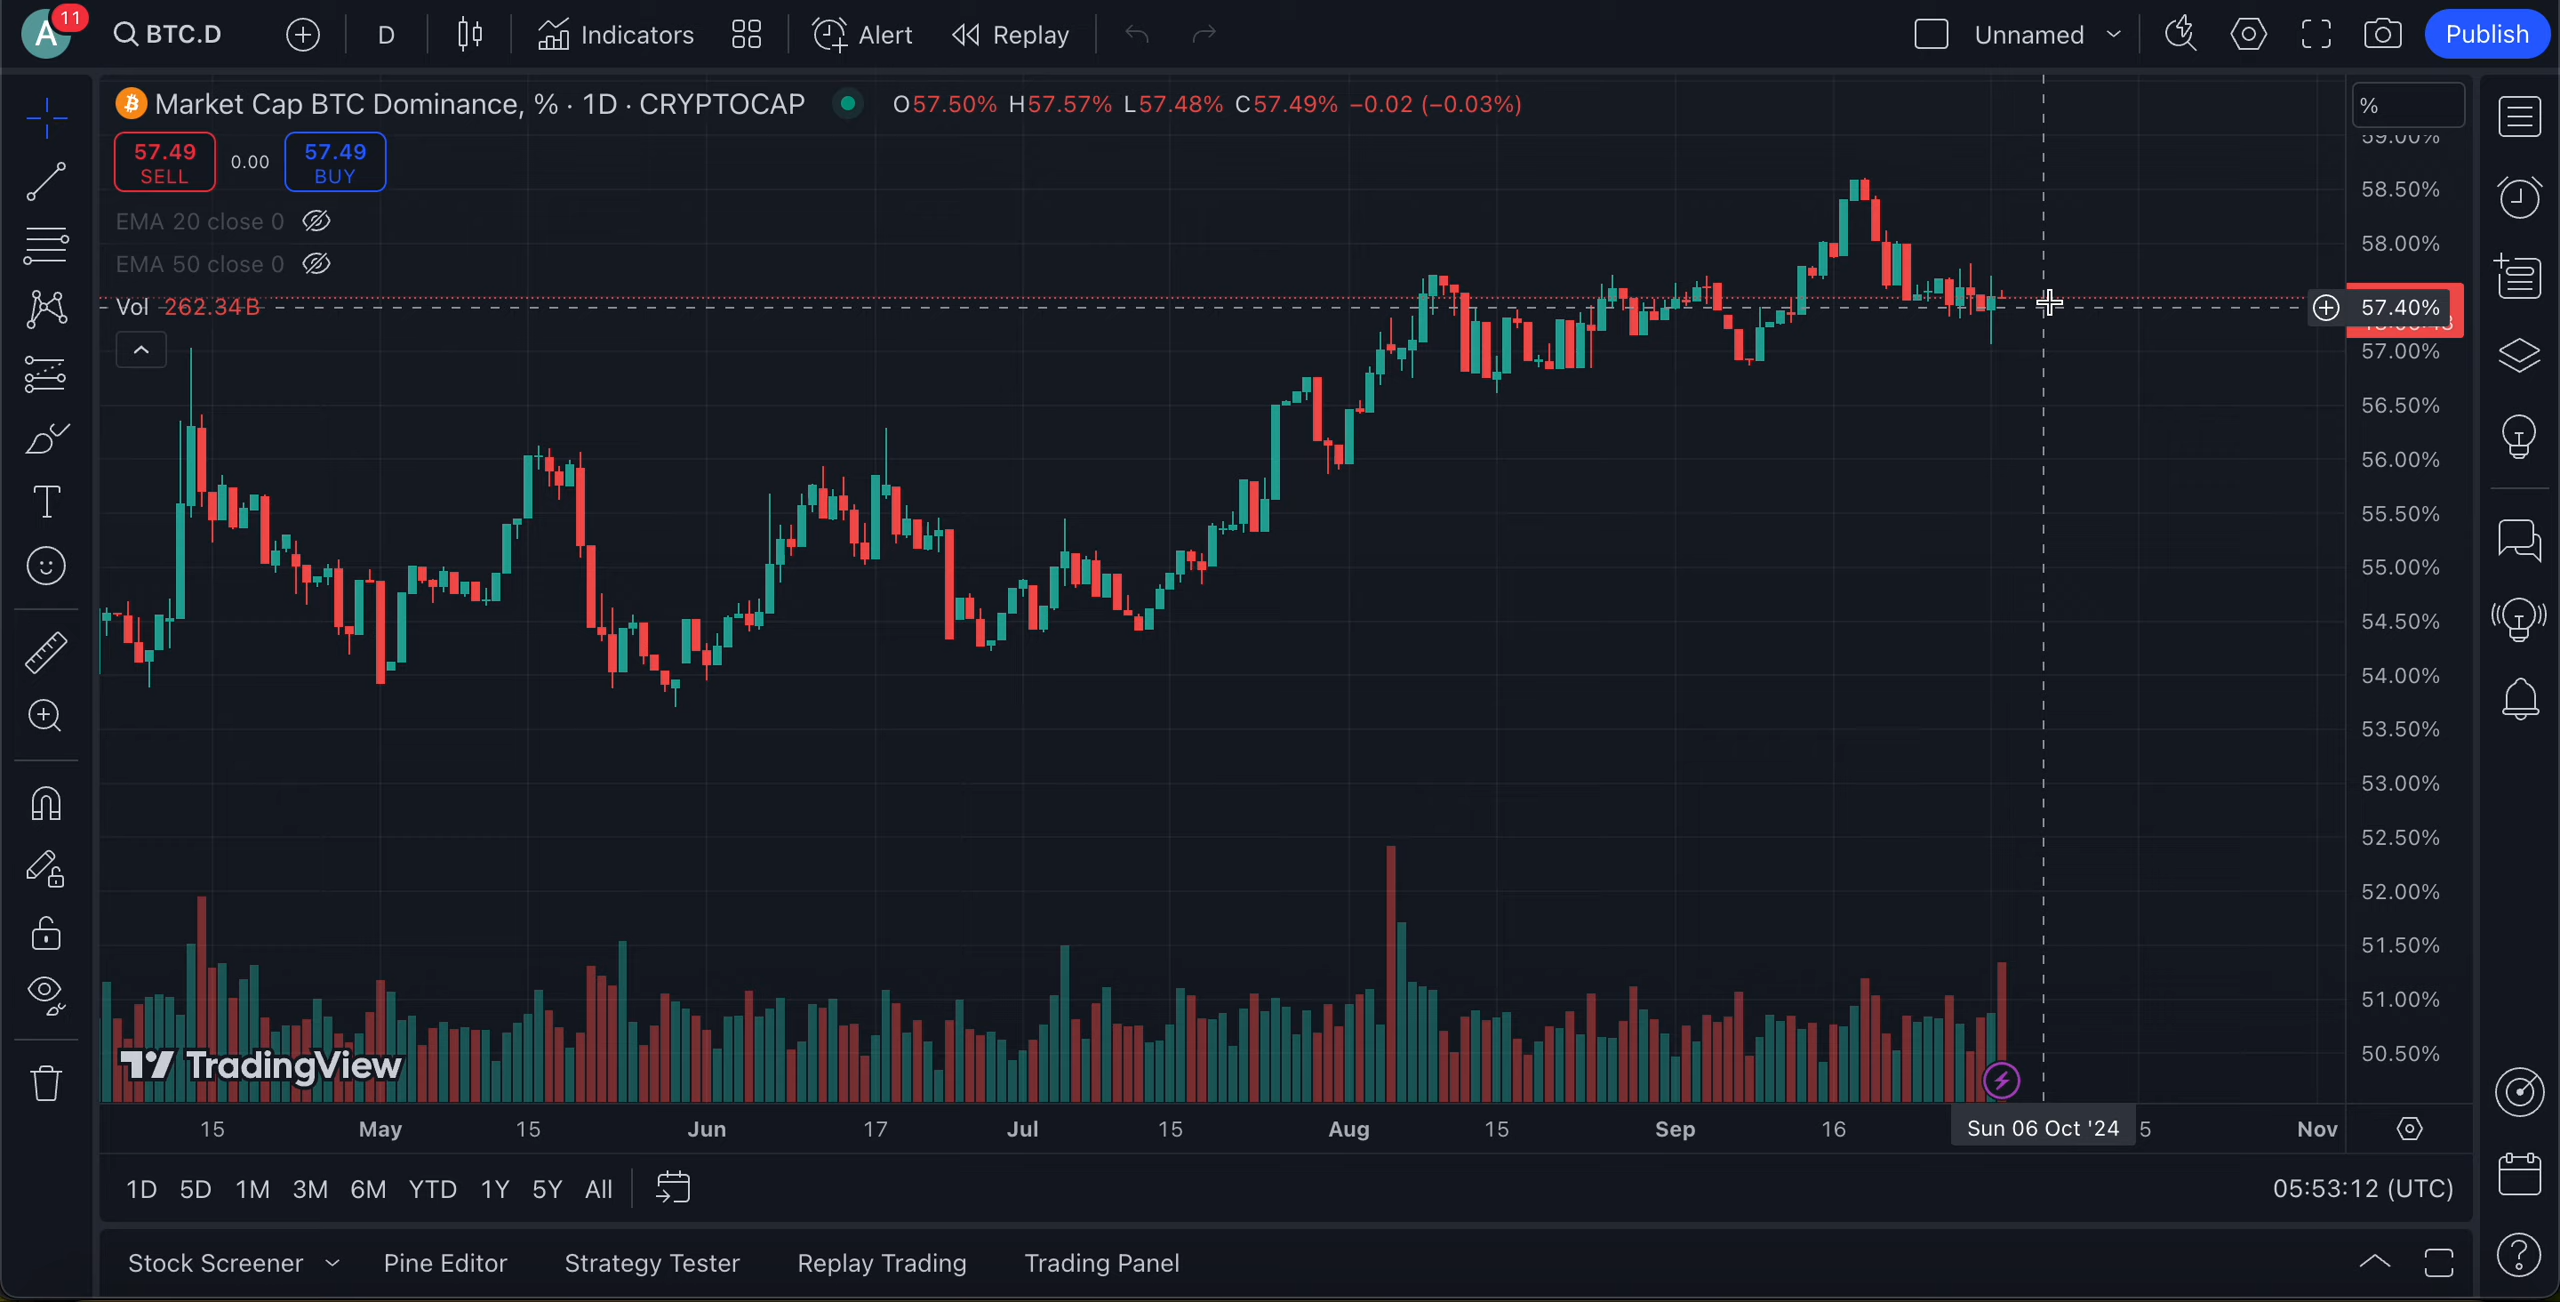 A 11 BTC.D D Indicators Alert Replay Unnamed Publish
Market Cap BTC Dominance, % · 1D · CRYPTOCAP O57.50% H57.57% L57.48% C57.49% −0.02 (−0.03%)
%
57.49 SELL
0.00
57.49 BUY
EMA 20 close 0
EMA 50 close 0
Vol 262.34B
59.00%
58.50%
58.00%
57.40%
57.00%
56.50%
56.00%
55.50%
55.00%
54.50%
54.00%
53.50%
53.00%
52.50%
52.00%
51.50%
51.00%
50.50%
TradingView
15 May 15 Jun 17 Jul 15 Aug 15 Sep 16 Sun 06 Oct '24 5 Nov
1D 5D 1M 3M 6M YTD 1Y 5Y All 05:53:12 (UTC)
Stock Screener Pine Editor Strategy Tester Replay Trading Trading Panel